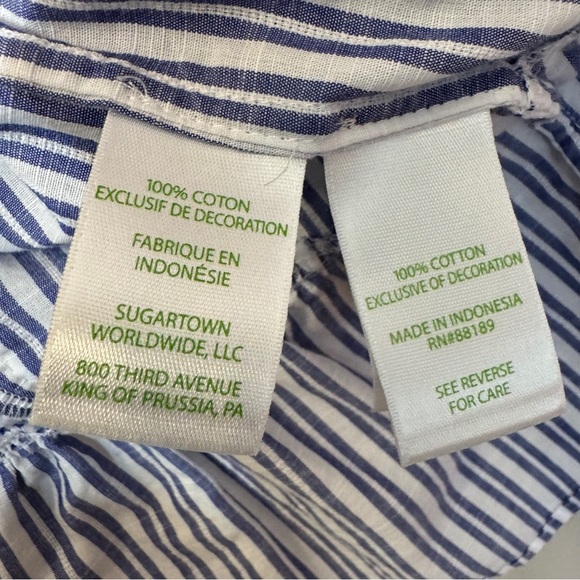 100% COTON
EXCLUSIF DE DECORATION
FABRIQUE EN
INDONÉSIE
SUGARTOWN
WORLDWIDE, LLC
800 THIRD AVENUE
KING OF PRUSSIA, PA
100% COTTON
EXCLUSIVE OF DECORATION
MADE IN INDONESIA
RN#88189
SEE REVERSE
FOR CARE